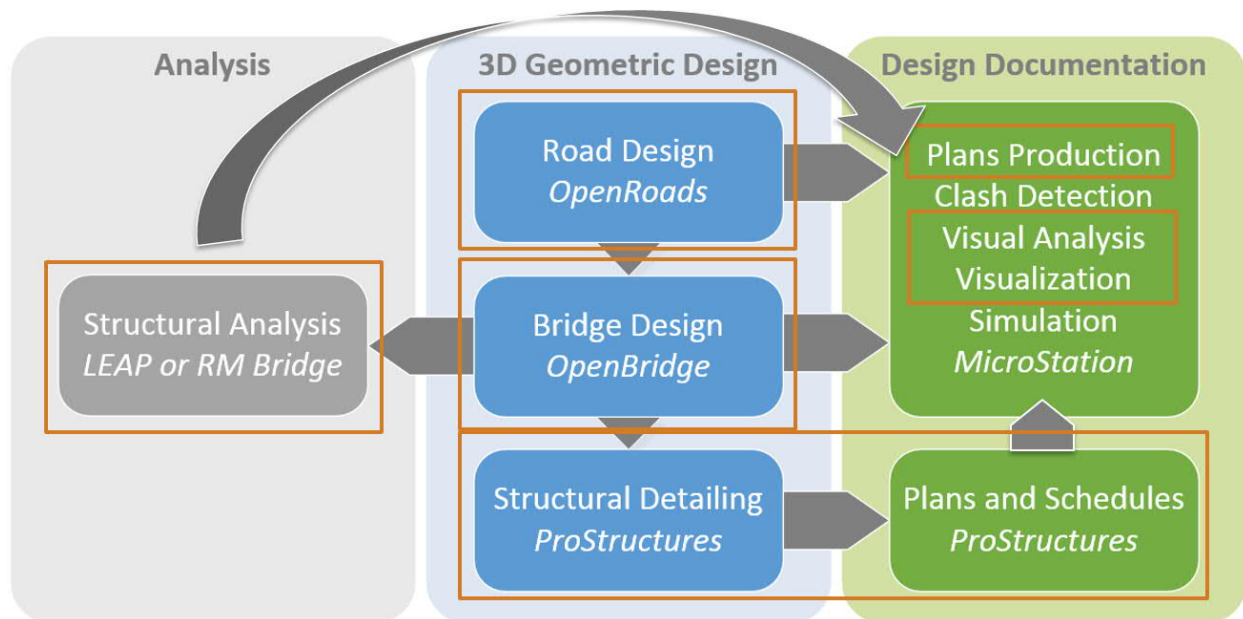 Analysis
3D Geometric Design
Design Documentation
Road Design
OpenRoads
Plans Production
Clash Detection
Visual Analysis
Visualization
Simulation
MicroStation
Structural Analysis
LEAP or RM Bridge
Bridge Design
OpenBridge
Structural Detailing
ProStructures
Plans and Schedules
ProStructures